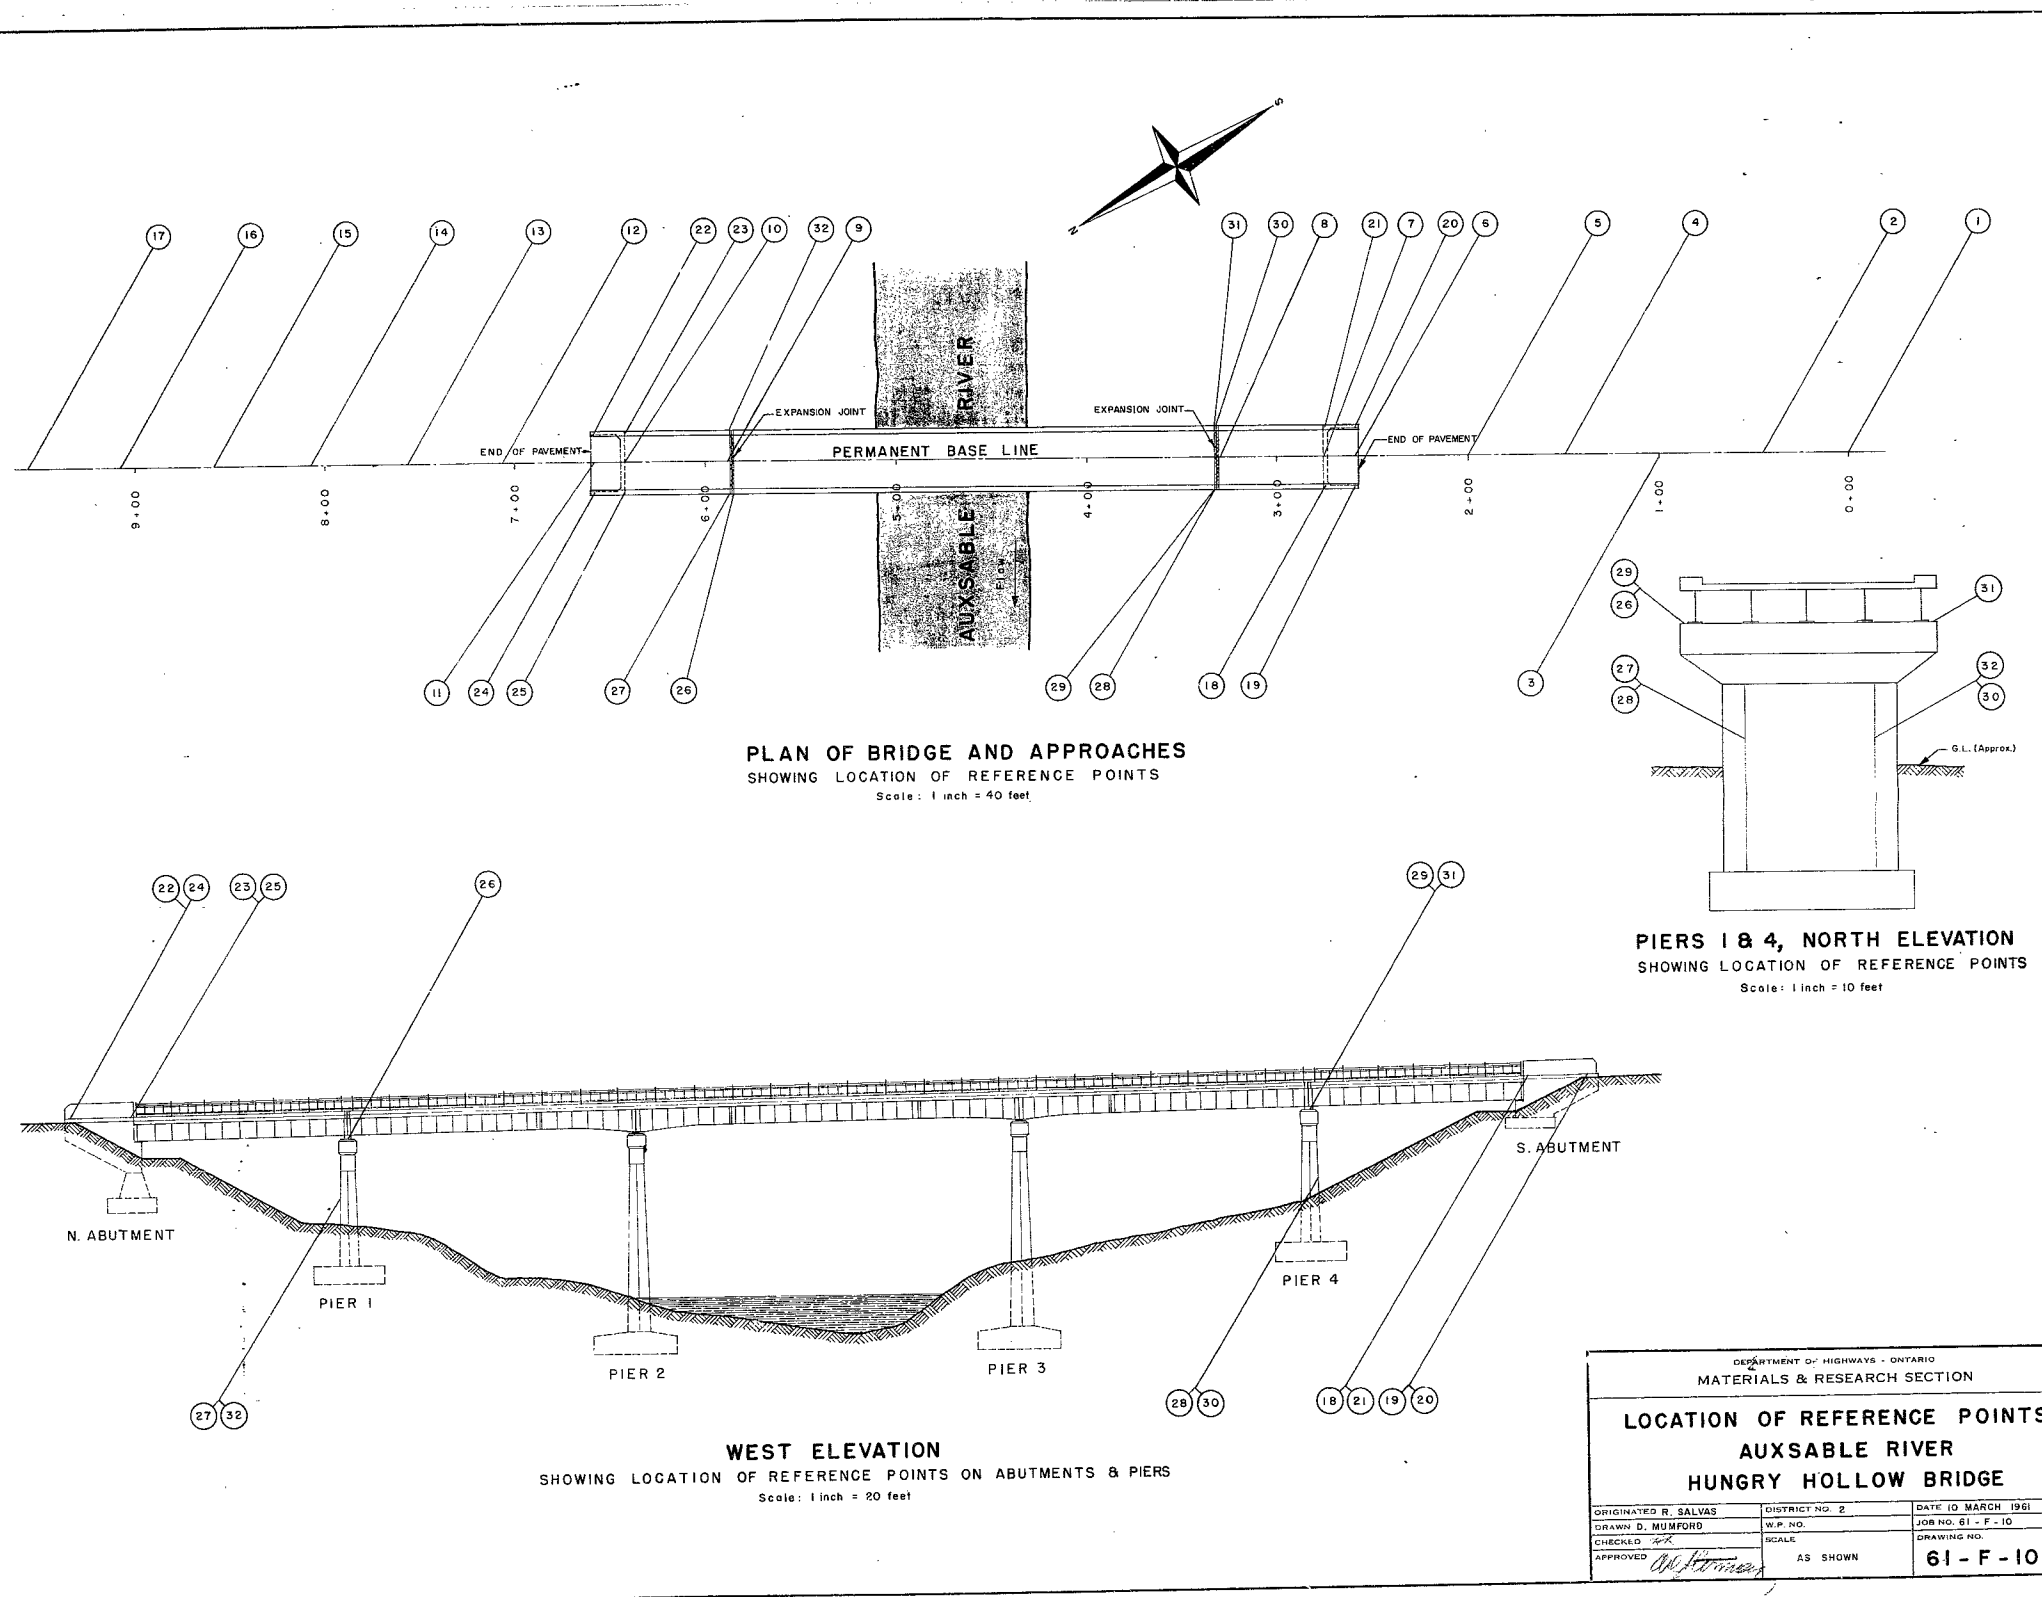 S
N
17
16
15
14
13
12
22
23
10
32
9
31
30
8
21
7
20
6
5
4
2
1
RIVER
EXPANSION JOINT
EXPANSION JOINT
END OF PAVEMENT
PERMANENT BASE LINE
END OF PAVEMENT
9+00
8+00
7+00
6+00
5+00
4+00
3+00
2+00
1+00
0+00
AUXSABLE
Flow
11
24
25
27
26
29
28
18
19
3
PLAN OF BRIDGE AND APPROACHES
SHOWING LOCATION OF REFERENCE POINTS
Scale: 1 inch = 40 feet
29
26
31
27
28
32
30
G.L. (Approx.)
PIERS 1 & 4, NORTH ELEVATION
SHOWING LOCATION OF REFERENCE POINTS
Scale: 1 inch = 10 feet
22 24
23 25
26
29 31
N. ABUTMENT
PIER 1
PIER 2
PIER 3
PIER 4
S. ABUTMENT
27 32
28 30
18 21
19 20
WEST ELEVATION
SHOWING LOCATION OF REFERENCE POINTS ON ABUTMENTS & PIERS
Scale: 1 inch = 20 feet
DEPARTMENT OF HIGHWAYS - ONTARIO
MATERIALS & RESEARCH SECTION
LOCATION OF REFERENCE POINTS
AUXSABLE RIVER
HUNGRY HOLLOW BRIDGE
ORIGINATED R. SALVAS
DISTRICT NO. 2
DATE 10 MARCH 1961
DRAWN D. MUMFORD
W.P. NO.
JOB NO. 61-F-10
CHECKED
SCALE
AS SHOWN
DRAWING NO.
61-F-10
APPROVED